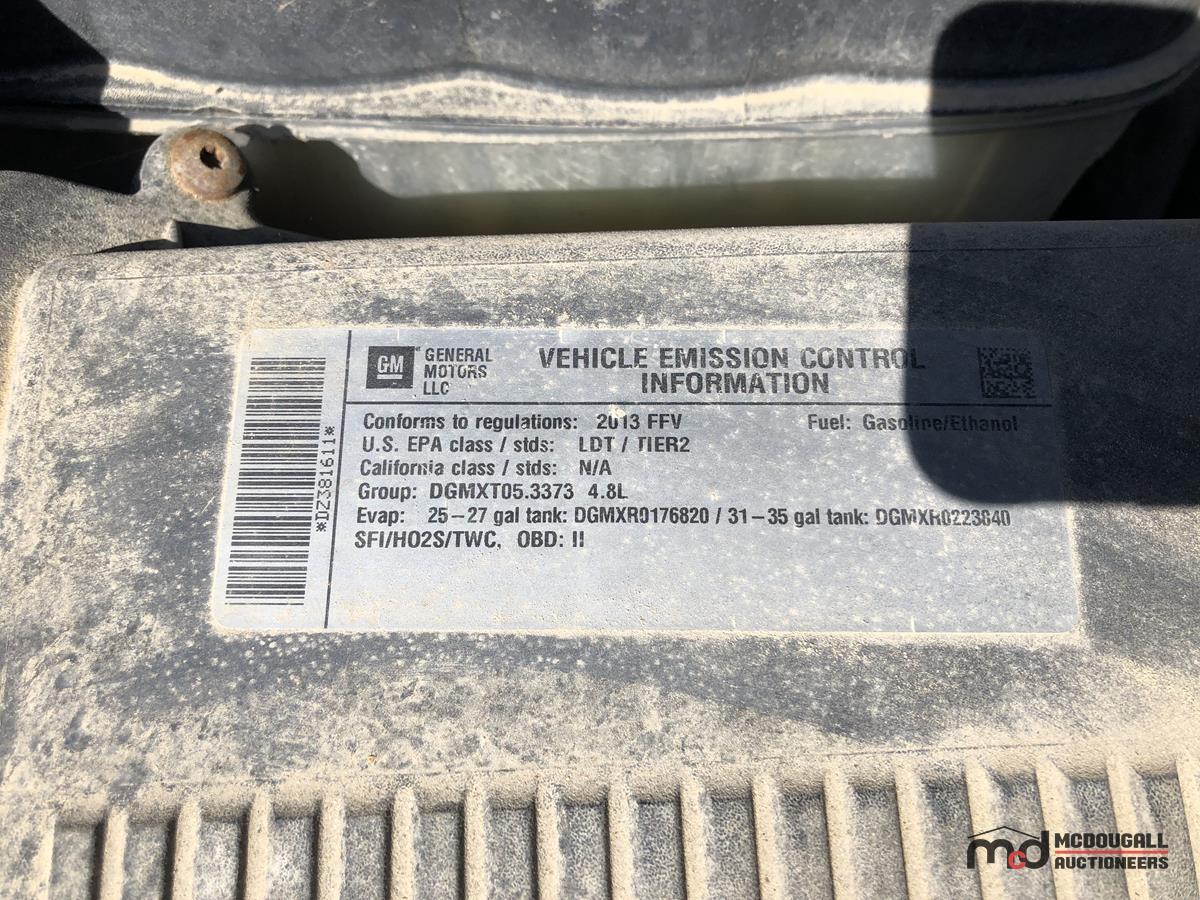 GM GENERAL MOTORS LLC
VEHICLE EMISSION CONTROL
INFORMATION
*DZ381611*
Conforms to regulations: 2013 FFV Fuel: Gasoline/Ethanol
U.S. EPA class / stds: LDT / TIER2
California class / stds: N/A
Group: DGMXT05.3373 4.8L
Evap: 25-27 gal tank: DGMXR0176820 / 31-35 gal tank: DGMXR0223840
SFI/HO2S/TWC, OBD: II
mcd MCDOUGALL
AUCTIONEERS